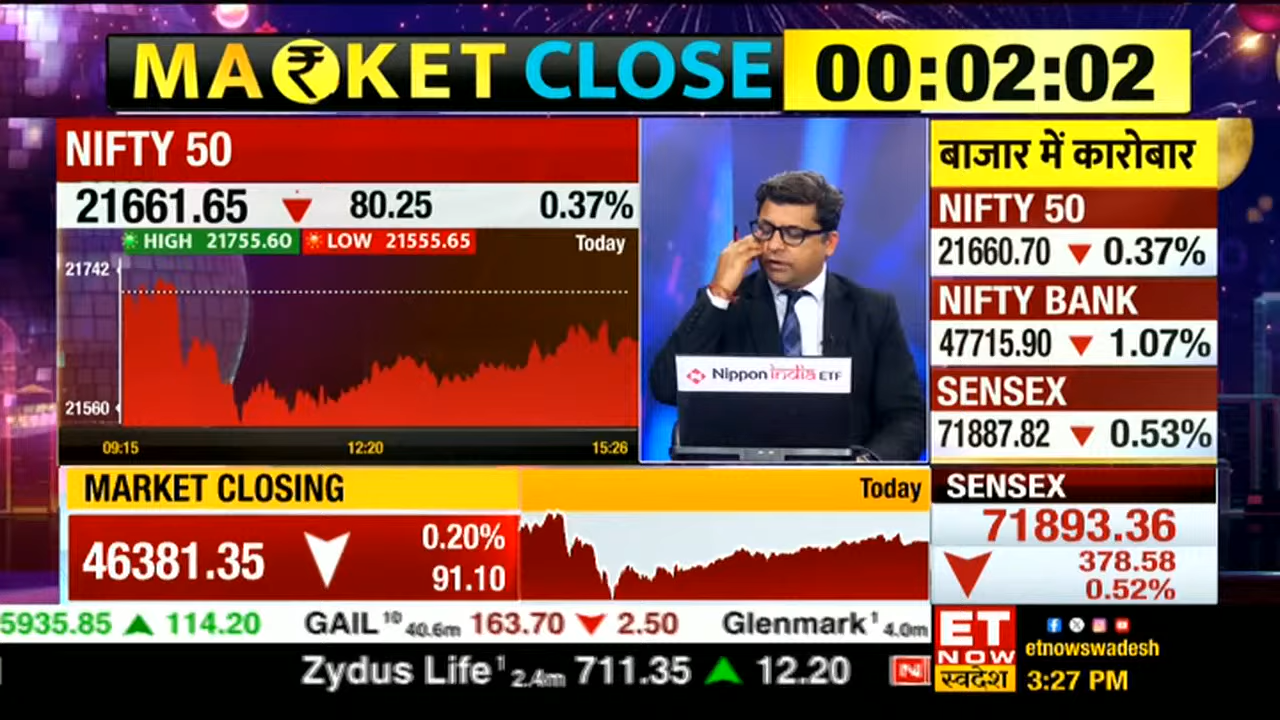 MA₹KET CLOSE 00:02:02
NIFTY 50
21661.65 ▼ 80.25 0.37%
HIGH 21755.60 LOW 21555.65 Today
21742
21560
09:15 12:20 15:26
Nippon india ETF
बाजार में कारोबार
NIFTY 50
21660.70 ▼ 0.37%
NIFTY BANK
47715.90 ▼ 1.07%
SENSEX
71887.82 ▼ 0.53%
MARKET CLOSING Today
46381.35 ▼ 0.20%
91.10
SENSEX
71893.36
▼ 378.58
0.52%
5935.85 ▲ 114.20 GAIL 10 40.6m 163.70 ▼ 2.50 Glenmark 1 4.0m
Zydus Life 1 2.4m 711.35 ▲ 12.20 N
ET
NOW
स्वदेश
etnowswadesh
3:27 PM